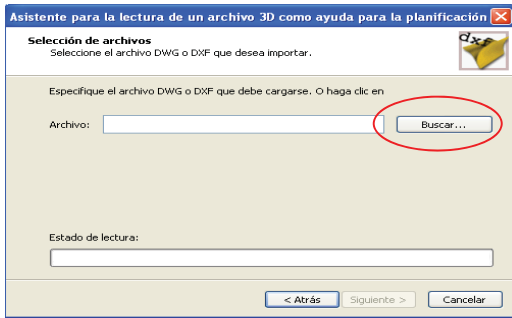 Asistente para la lectura de un archivo 3D como ayuda para la planificación
Selección de archivos
Seleccione el archivo DWG o DXF que desea importar.
dxf
Especifique el archivo DWG o DXF que debe cargarse. O haga clic en
Archivo:
Buscar...
Estado de lectura:
< Atrás
Siguiente >
Cancelar